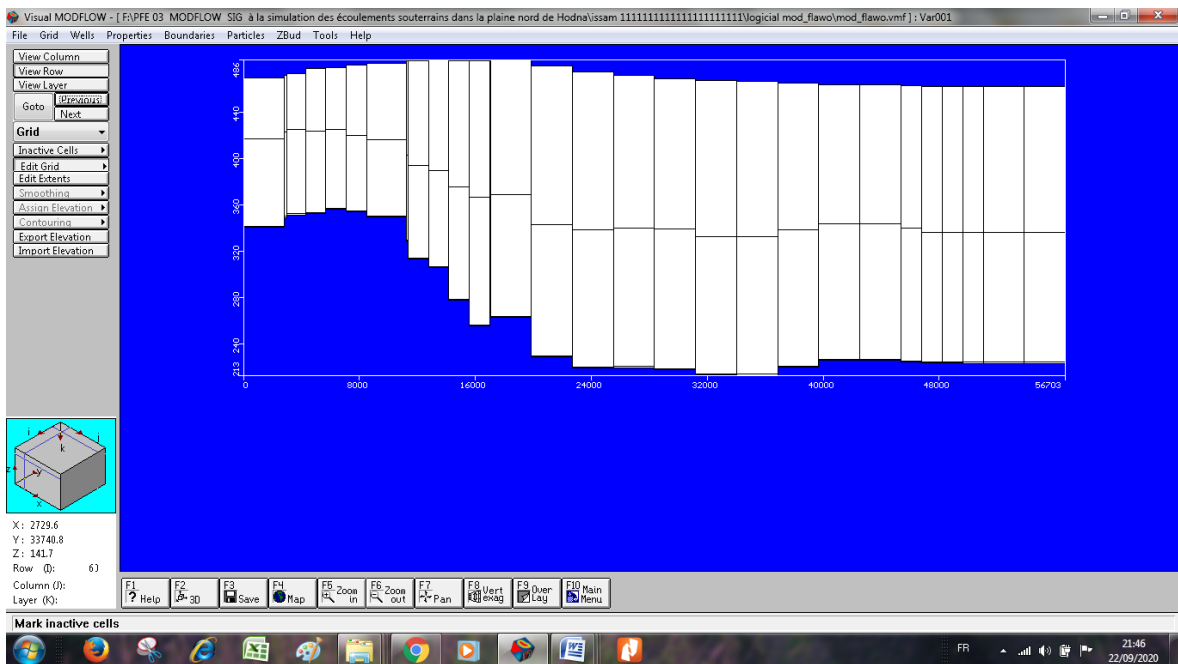 Visual MODFLOW - [ F:\PFE 03 MODFLOW SIG à la simulation des écoulements souterrains dans la plaine nord de Hodna\issam 1111111111111111111111\logicial mod_flawo\mod_flawo.vmf ] : Var001
File Grid Wells Properties Boundaries Particles ZBud Tools Help
View Column
View Row
View Layer
Goto
Previous
Next
Grid
Inactive Cells
Edit Grid
Edit Extents
Smoothing
Assign Elevation
Contouring
Export Elevation
Import Elevation
486
440
400
360
320
280
240
213
0 8000 16000 24000 32000 40000 48000 56703
i j
k
z y
x
X: 2729.6
Y: 33740.8
Z: 141.7
Row (I): 63
Column (J):
Layer (K):
F1 ? Help
F2 3D
F3 Save
F4 Map
F5 Zoom in
F6 Zoom out
F7 Pan
F8 Vert exag
F9 Over Lay
F10 Main Menu
Mark inactive cells
FR
21:46
22/09/2020